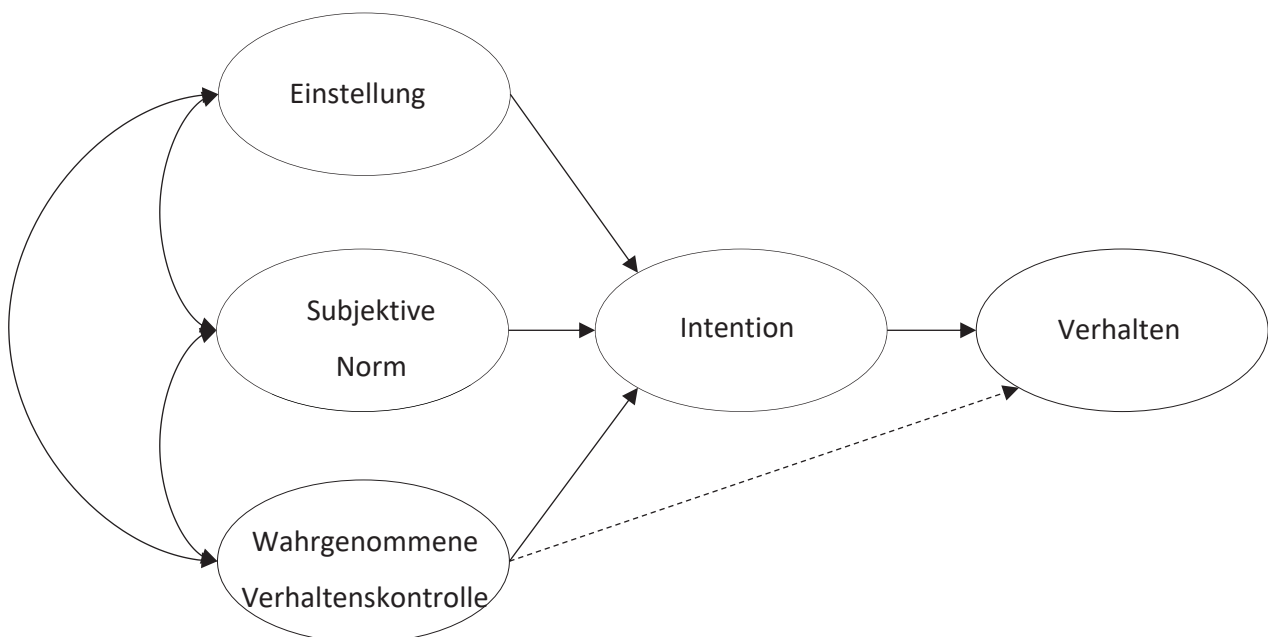 Einstellung
Subjektive
Norm
Intention
Verhalten
Wahrgenommene
Verhaltenskontrolle